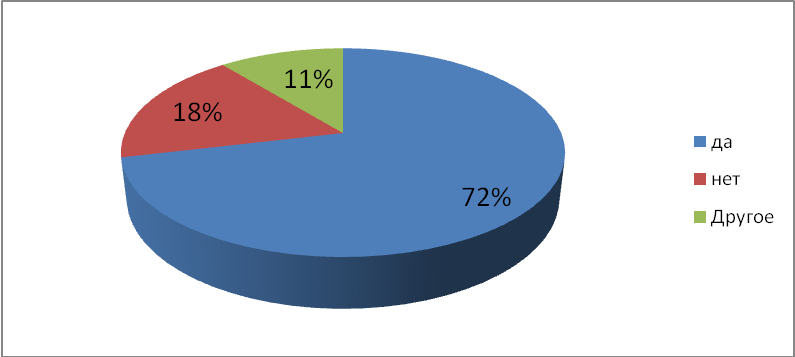 11%
18%
72%
да
нет
Другое